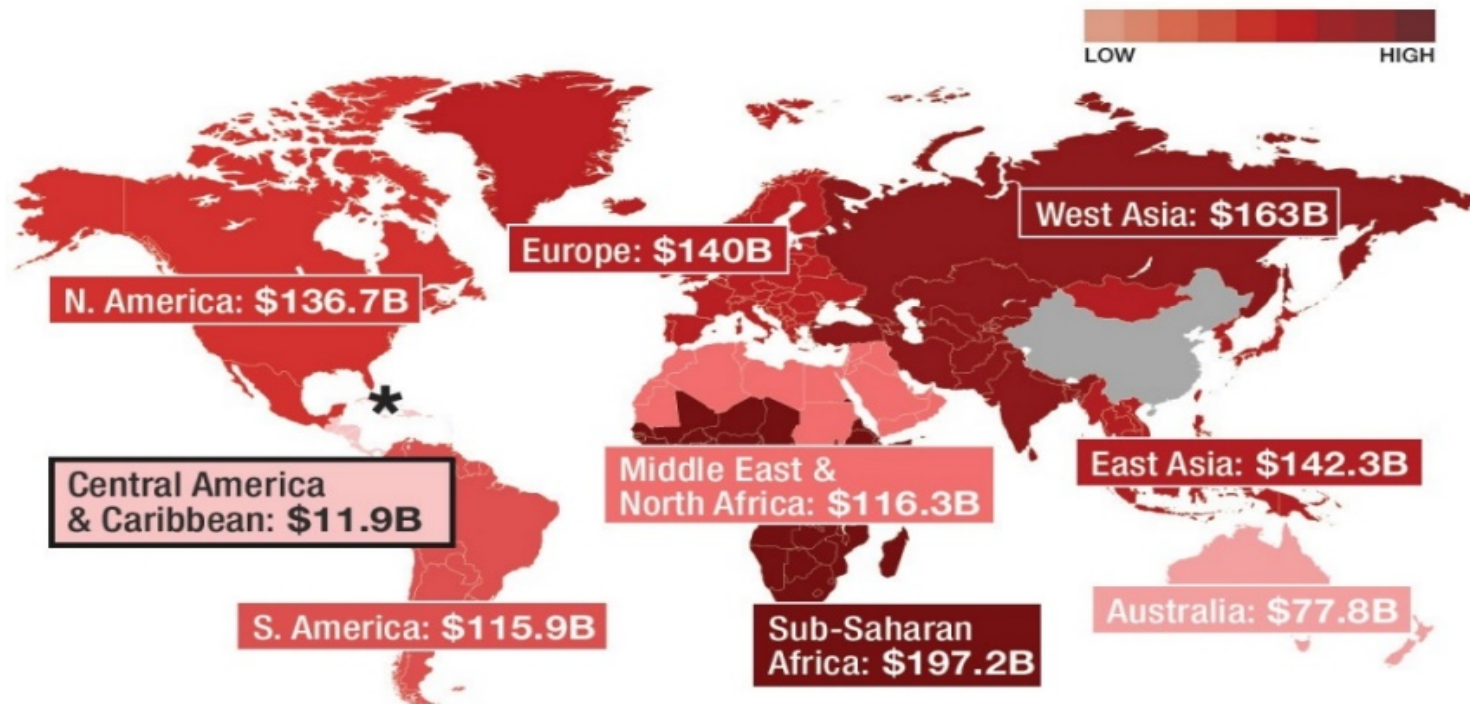 LOW
HIGH
West Asia: $163B
Europe: $140B
N. America: $136.7B
*
Central America
& Caribbean: $11.9B
East Asia: $142.3B
Middle East &
North Africa: $116.3B
S. America: $115.9B
Sub-Saharan
Africa: $197.2B
Australia: $77.8B